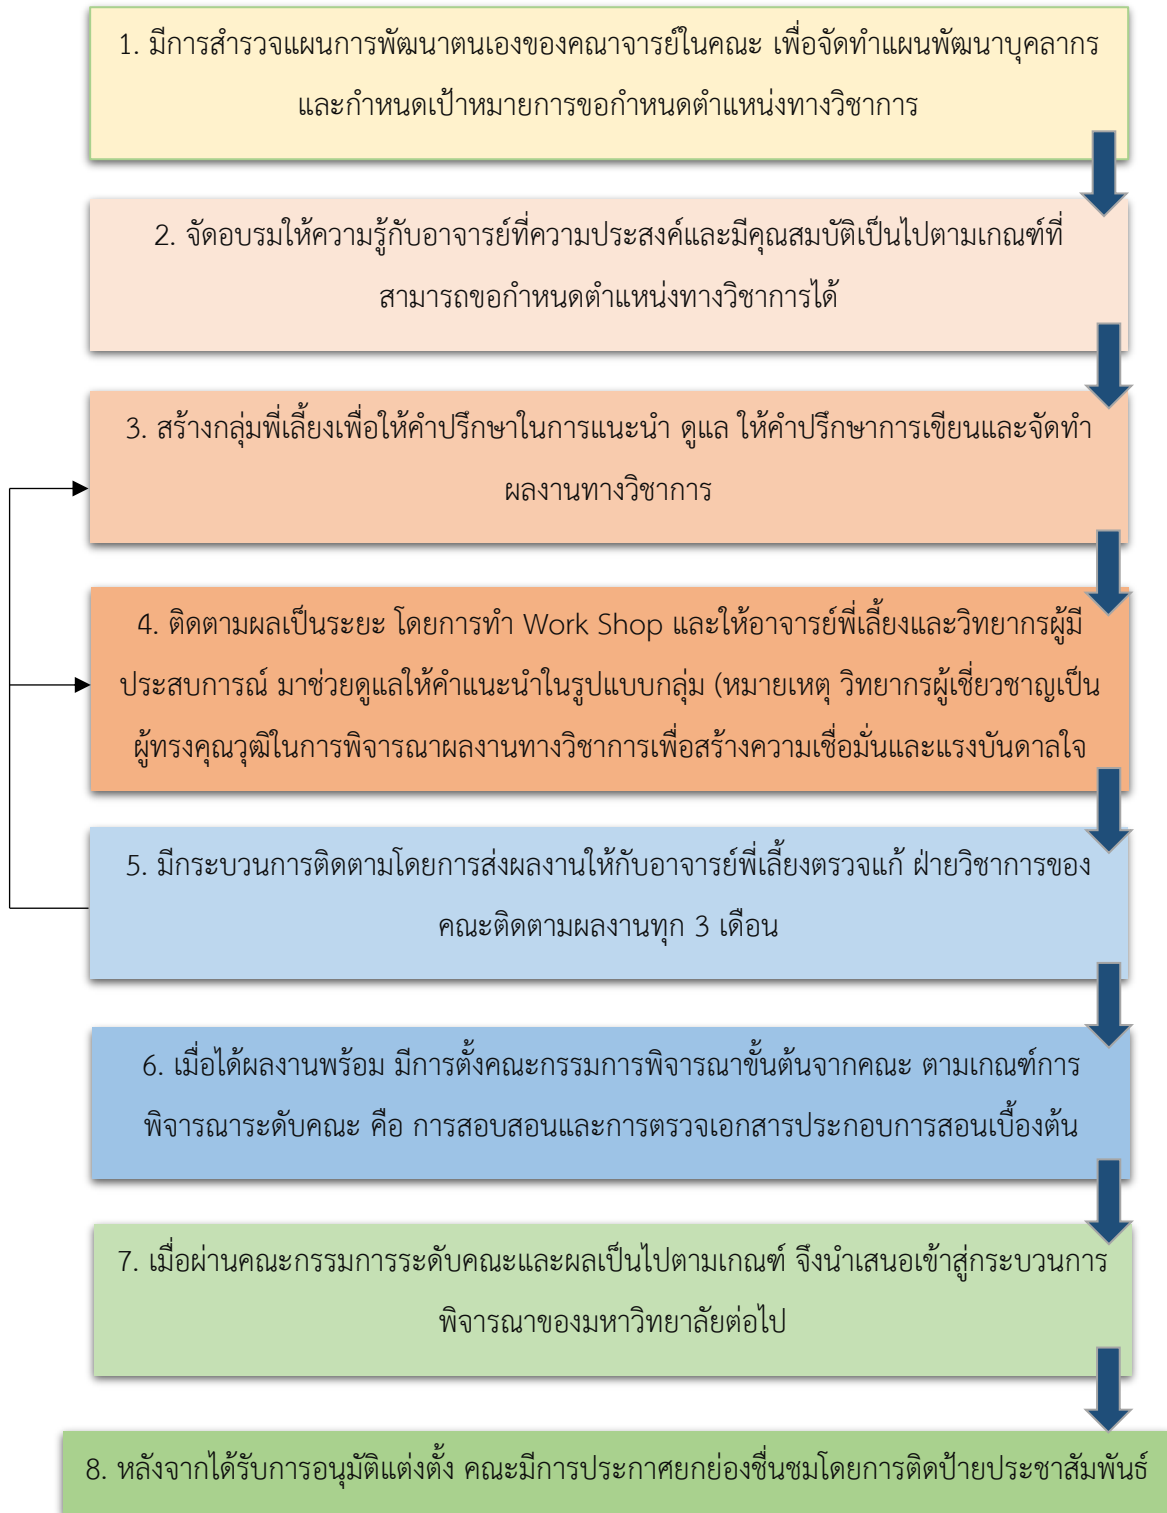 1. มีการสำรวจแผนการพัฒนาตนเองของคณาจารย์ในคณะ เพื่อจัดทำแผนพัฒนาบุคลากร
และกำหนดเป้าหมายการขอกำหนดตำแหน่งทางวิชาการ
2. จัดอบรมให้ความรู้กับอาจารย์ที่ความประสงค์และมีคุณสมบัติเป็นไปตามเกณฑ์ที่
สามารถขอกำหนดตำแหน่งทางวิชาการได้
3. สร้างกลุ่มพี่เลี้ยงเพื่อให้คำปรึกษาในการแนะนำ ดูแล ให้คำปรึกษาการเขียนและจัดทำ
ผลงานทางวิชาการ
4. ติดตามผลเป็นระยะ โดยการทำ Work Shop และให้อาจารย์พี่เลี้ยงและวิทยากรผู้มี
ประสบการณ์ มาช่วยดูแลให้คำแนะนำในรูปแบบกลุ่ม (หมายเหตุ วิทยากรผู้เชี่ยวชาญเป็น
ผู้ทรงคุณวุฒิในการพิจารณาผลงานทางวิชาการเพื่อสร้างความเชื่อมั่นและแรงบันดาลใจ
5. มีกระบวนการติดตามโดยการส่งผลงานให้กับอาจารย์พี่เลี้ยงตรวจแก้ ฝ่ายวิชาการของ
คณะติดตามผลงานทุก 3 เดือน
6. เมื่อได้ผลงานพร้อม มีการตั้งคณะกรรมการพิจารณาขั้นต้นจากคณะ ตามเกณฑ์การ
พิจารณาระดับคณะ คือ การสอบสอนและการตรวจเอกสารประกอบการสอนเบื้องต้น
7. เมื่อผ่านคณะกรรมการระดับคณะและผลเป็นไปตามเกณฑ์ จึงนำเสนอเข้าสู่กระบวนการ
พิจารณาของมหาวิทยาลัยต่อไป
8. หลังจากได้รับการอนุมัติแต่งตั้ง คณะมีการประกาศยกย่องชื่นชมโดยการติดป้ายประชาสัมพันธ์